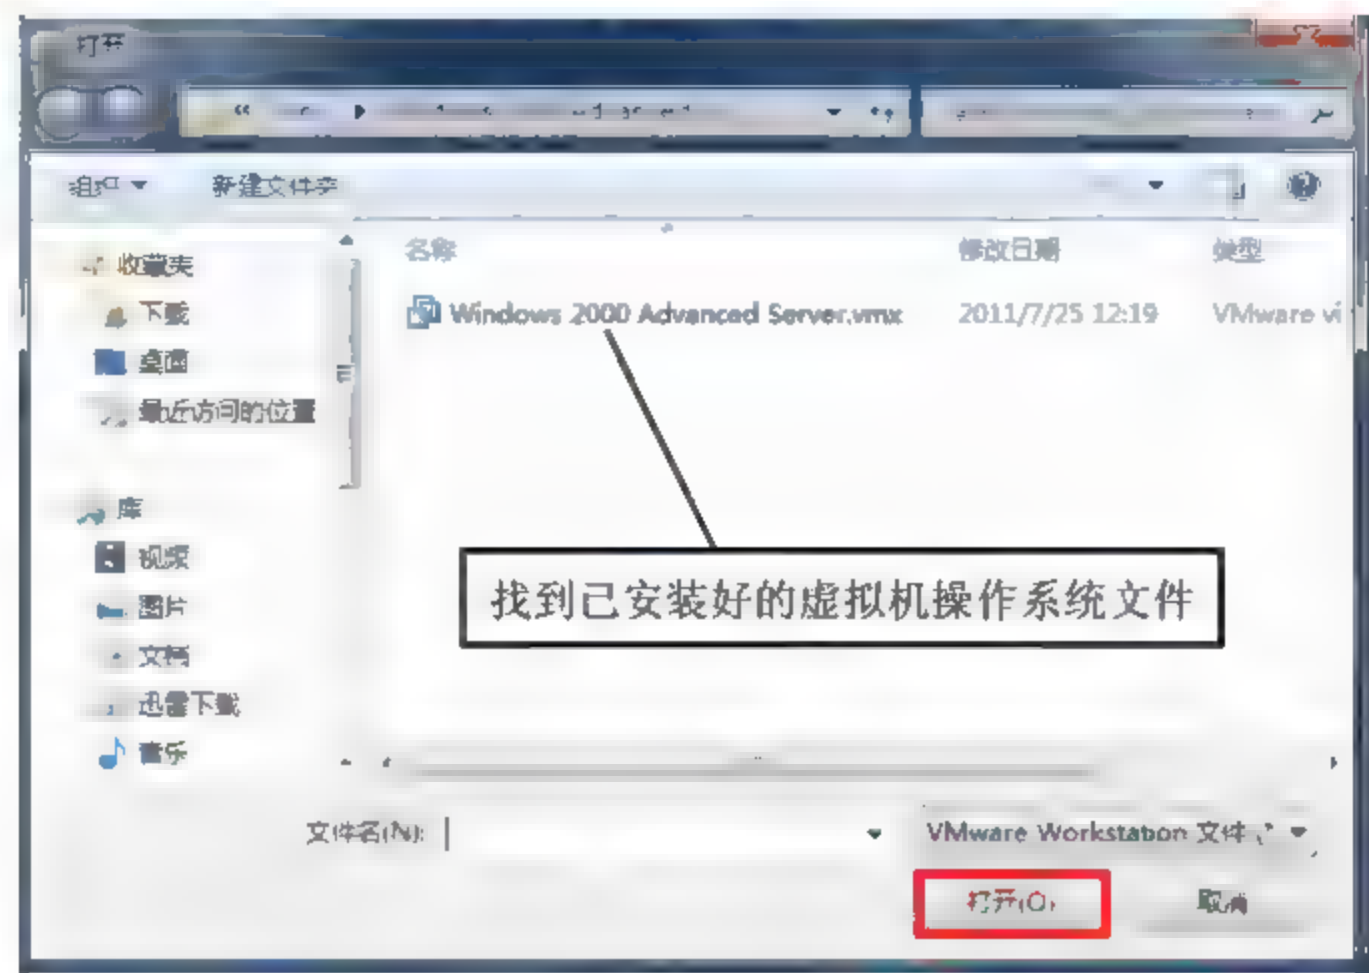 打开
组织
新建文件夹
收藏夹
下载
桌面
最近访问的位置
库
视频
图片
文档
迅雷下载
音乐
名称 修改日期 类型
Windows 2000 Advanced Server.vmx 2011/7/25 12:19 VMware vi
找到已安装好的虚拟机操作系统文件
文件名(N):
VMware Workstation 文件
打开(O)
取消